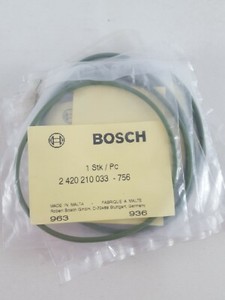 BOSCH
1 Stk / Pc
2 420 210 033 - 756
MADE IN MALTA / FABRIQUE A MALTE
Robert Bosch GmbH, D-70466 Stuttgart, Germany
963 936